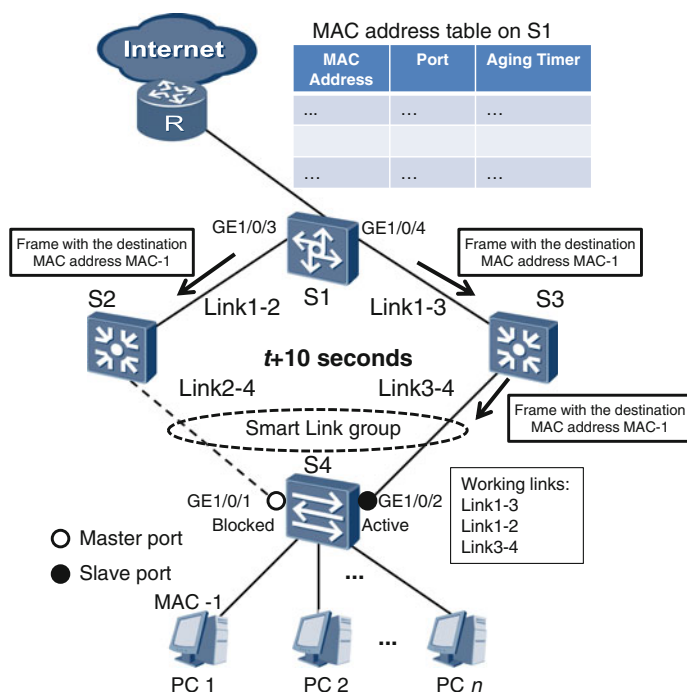 Internet
R
MAC address table on S1
MAC Address Port Aging Timer
... ... ...
... ... ...
GE1/0/3 GE1/0/4
Frame with the destination
MAC address MAC-1
Frame with the destination
MAC address MAC-1
S2 S1 S3
Link1-2 Link1-3
t+10 seconds
Link2-4 Link3-4
Frame with the destination
MAC address MAC-1
Smart Link group
S4
GE1/0/1 GE1/0/2
Blocked Active
Working links:
Link1-3
Link1-2
Link3-4
Master port
Slave port
...
MAC -1
...
PC 1 PC 2 PC n